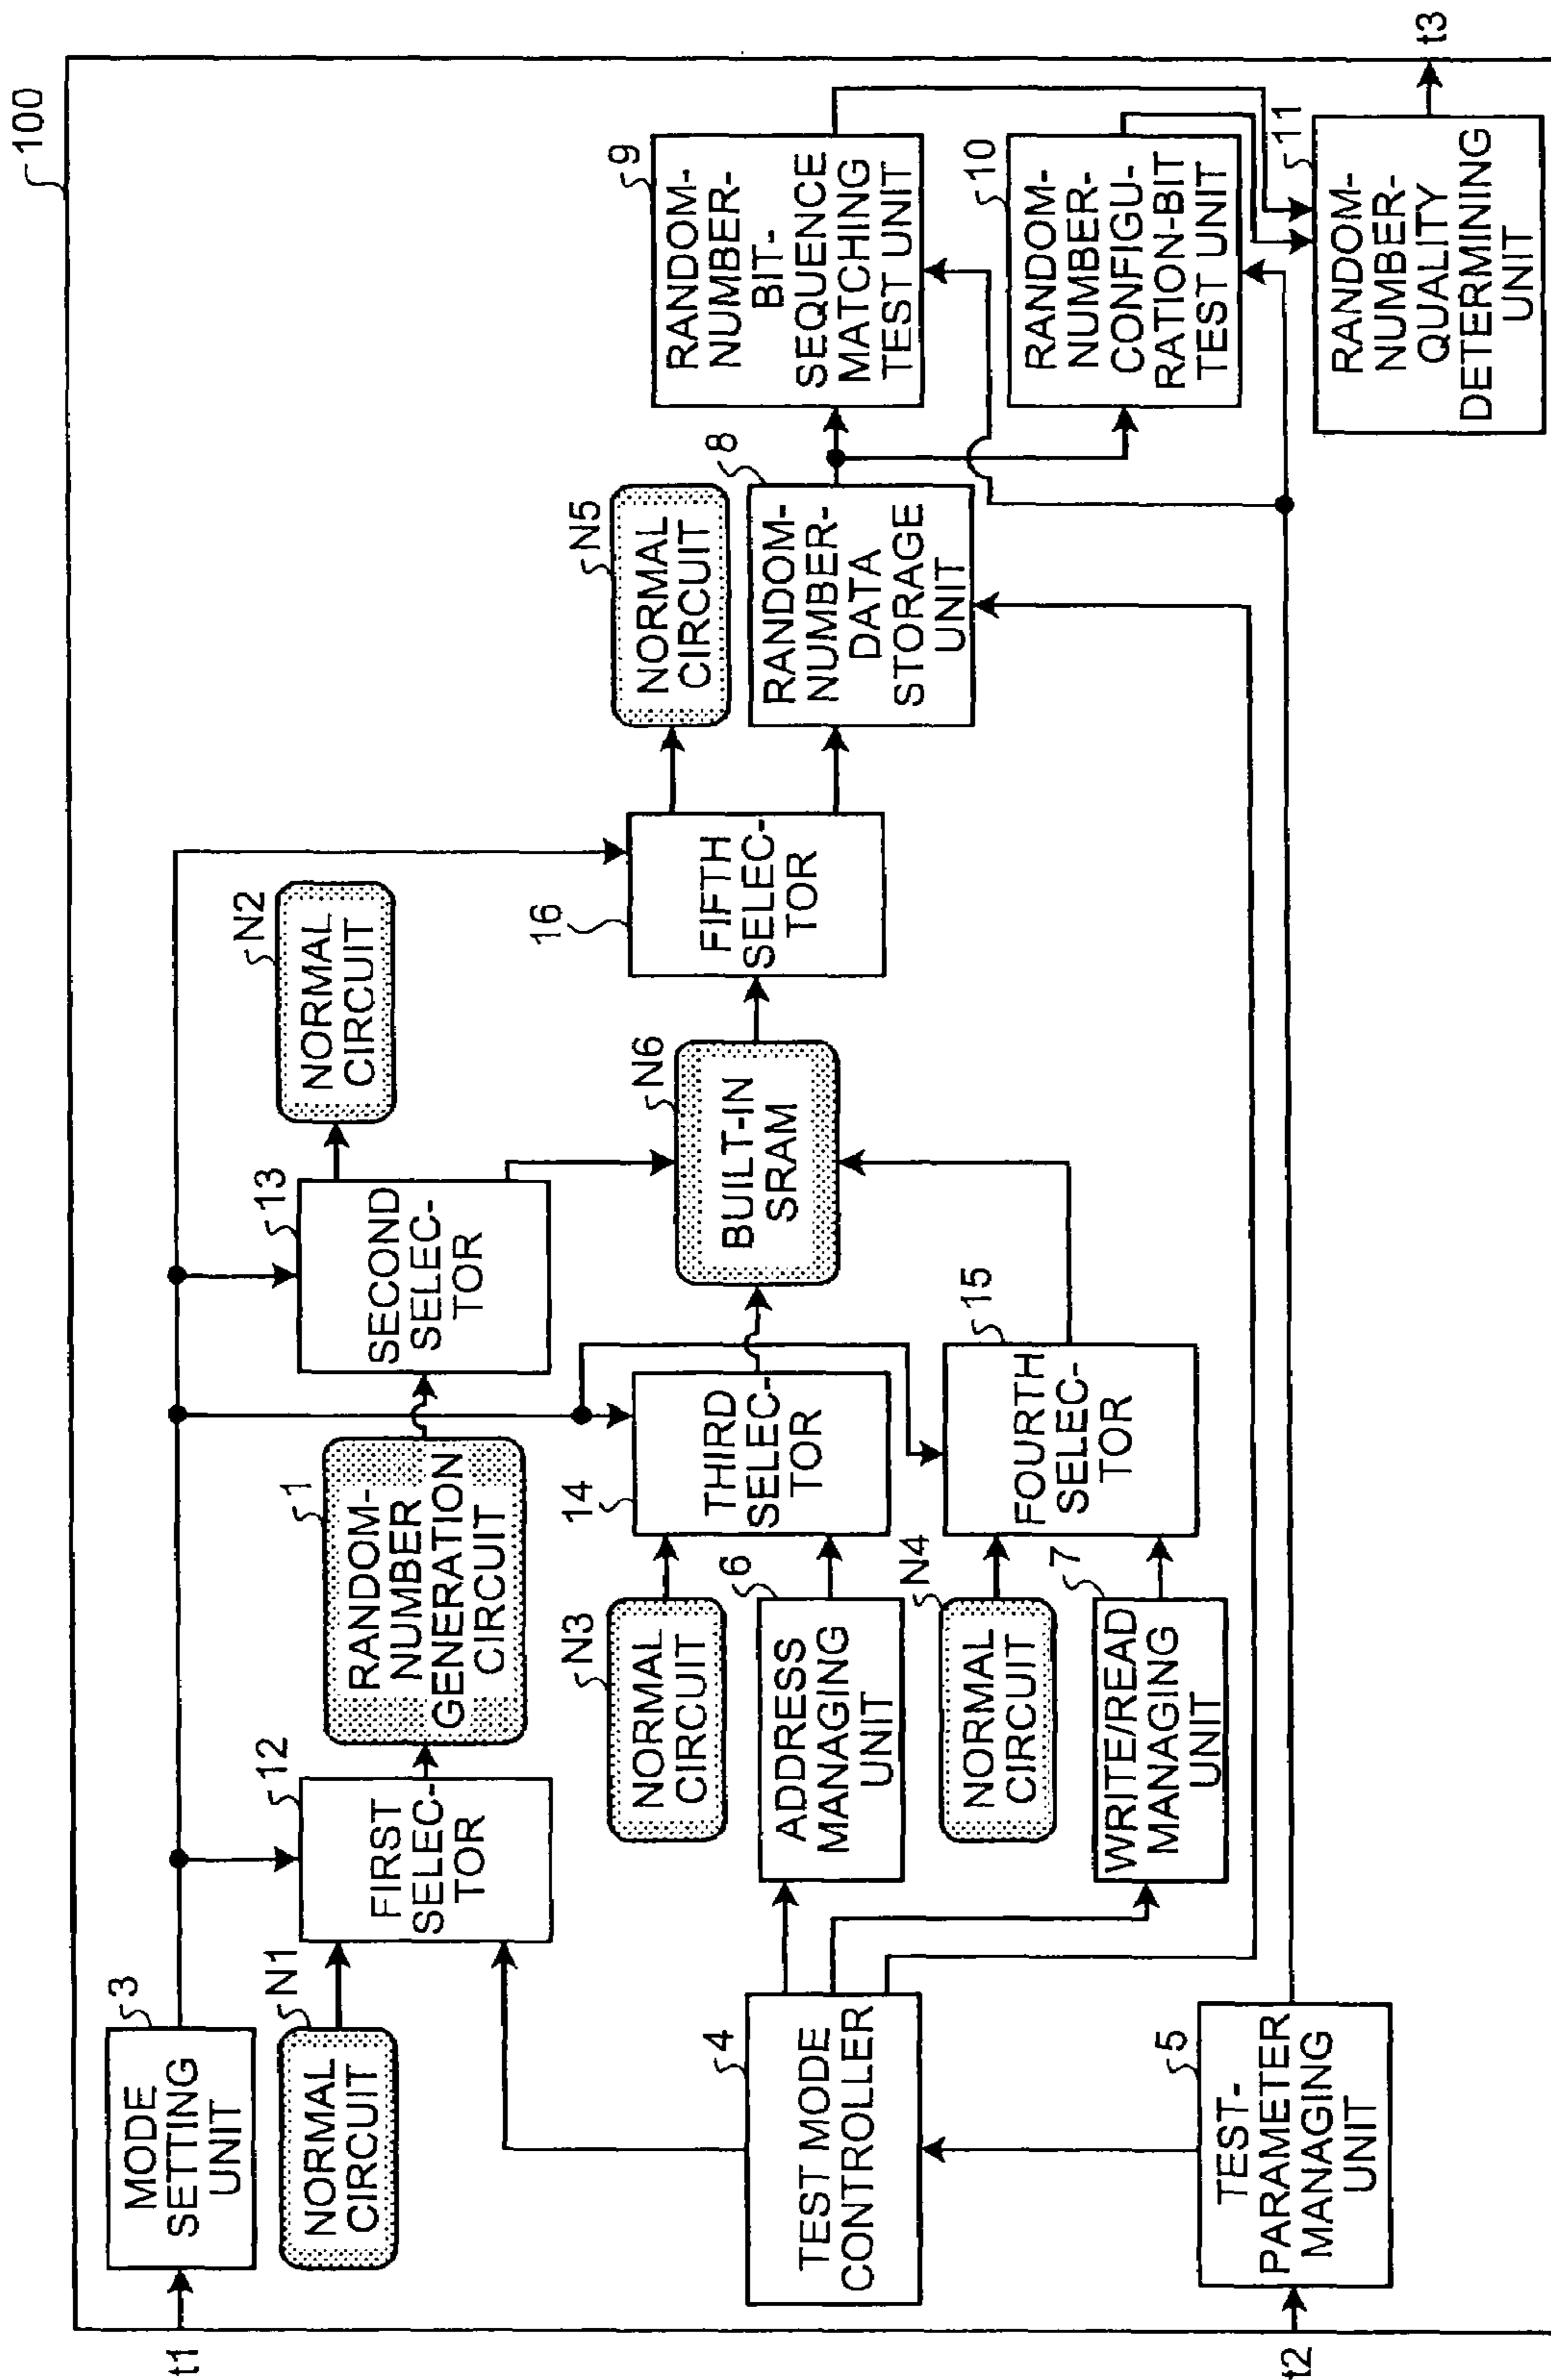 100
t1
MODE
SETTING
UNIT
3
N1
NORMAL
CIRCUIT
12
FIRST
SELEC-
TOR
1
RANDOM-
NUMBER
GENERATION
CIRCUIT
13
SECOND
SELEC-
TOR
N2
NORMAL
CIRCUIT
N3
NORMAL
CIRCUIT
6
ADDRESS
MANAGING
UNIT
14
THIRD
SELEC-
TOR
N6
BUILT-IN
SRAM
16
FIFTH
SELEC-
TOR
N5
NORMAL
CIRCUIT
8
RANDOM-
NUMBER-
DATA
STORAGE
UNIT
9
RANDOM-
NUMBER-
BIT-
SEQUENCE
MATCHING
TEST UNIT
4
TEST MODE
CONTROLLER
N4
NORMAL
CIRCUIT
7
WRITE/READ
MANAGING
UNIT
15
FOURTH
SELEC-
TOR
10
RANDOM-
NUMBER-
CONFIGU-
RATION-BIT
TEST UNIT
t2
5
TEST-
PARAMETER
MANAGING
UNIT
11
RANDOM-
NUMBER-
QUALITY
DETERMINING
UNIT
t3